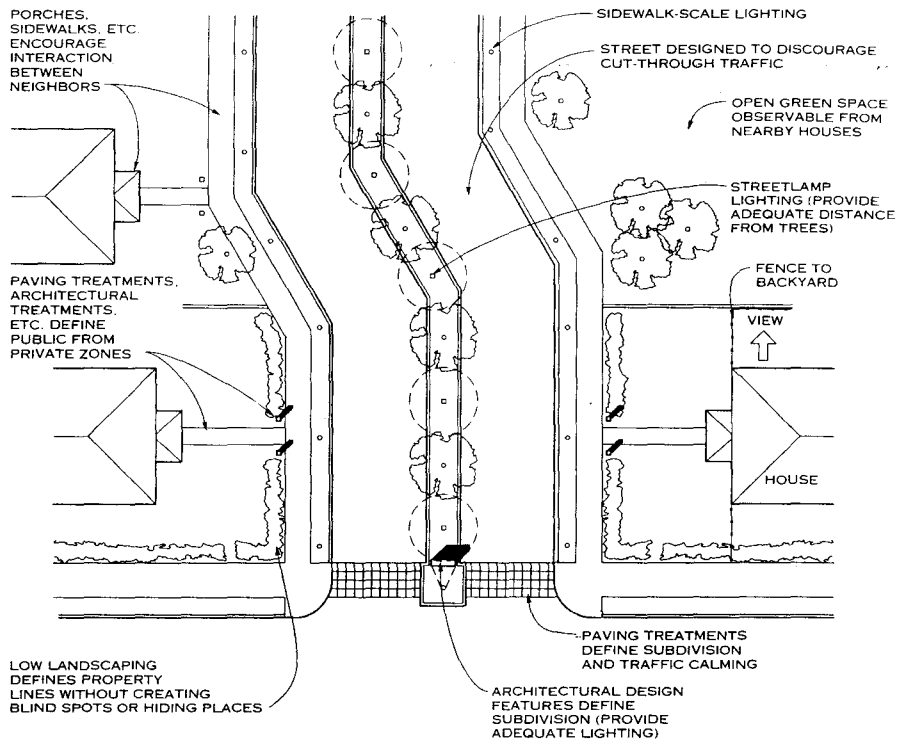 PORCHES,
SIDEWALKS, ETC.
ENCOURAGE
INTERACTION
BETWEEN
NEIGHBORS
SIDEWALK-SCALE LIGHTING
STREET DESIGNED TO DISCOURAGE
CUT-THROUGH TRAFFIC
OPEN GREEN SPACE
OBSERVABLE FROM
NEARBY HOUSES
STREETLAMP
LIGHTING (PROVIDE
ADEQUATE DISTANCE
FROM TREES)
FENCE TO
BACKYARD
VIEW
PAVING TREATMENTS,
ARCHITECTURAL
TREATMENTS,
ETC. DEFINE
PUBLIC FROM
PRIVATE ZONES
HOUSE
LOW LANDSCAPING
DEFINES PROPERTY
LINES WITHOUT CREATING
BLIND SPOTS OR HIDING PLACES
PAVING TREATMENTS
DEFINE SUBDIVISION
AND TRAFFIC CALMING
ARCHITECTURAL DESIGN
FEATURES DEFINE
SUBDIVISION (PROVIDE
ADEQUATE LIGHTING)